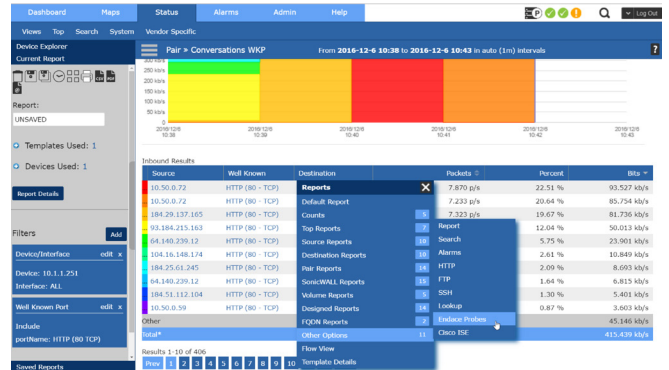 Dashboard Maps Status Alarms Admin Help Log Out
Views Top Search System Vendor Specific
Device Explorer
Current Report
Pair » Conversations WKP From 2016-12-6 10:38 to 2016-12-6 10:43 in auto (1m) intervals ?
300 kb/s
250 kb/s
200 kb/s
150 kb/s
100 kb/s
50 kb/s
0
2016/12/6 2016/12/6 2016/12/6 2016/12/6 2016/12/6 2016/12/6
10:38 10:39 10:40 10:41 10:42 10:43
Report:
UNSAVED
Templates Used: 1
Devices Used: 1
Report Details
Filters Add
Device/Interface edit x
Device: 10.1.1.251
Interface: ALL
Well Known Port edit x
Include
portName: HTTP (80 TCP)
Saved Reports
Inbound Results
Source Well Known Destination Packets Percent Bits
10.50.0.72 HTTP (80 - TCP) 7.870 p/s 22.51 % 93.527 kb/s
10.50.0.72 HTTP (80 - TCP) 7.233 p/s 20.64 % 85.754 kb/s
184.29.137.165 HTTP (80 - TCP) 7.323 p/s 19.67 % 81.736 kb/s
93.184.215.163 HTTP (80 - TCP) 12.04 % 50.013 kb/s
64.140.239.12 HTTP (80 - TCP) 5.75 % 23.901 kb/s
104.16.148.174 HTTP (80 - TCP) 2.61 % 10.849 kb/s
184.25.61.245 HTTP (80 - TCP) 2.09 % 8.693 kb/s
64.140.239.12 HTTP (80 - TCP) 1.64 % 6.815 kb/s
184.51.112.104 HTTP (80 - TCP) 1.30 % 5.401 kb/s
10.50.0.59 HTTP (80 - TCP) 0.87 % 3.603 kb/s
Other 45.146 kb/s
Total* 415.439 kb/s
Results 1-10 of 406
Prev 1 2 3 4 5 6 7 8 9 10
Reports X
Default Report
Counts 5
Top Reports 7
Source Reports 10
Destination Reports 10
Pair Reports 14
SonicWALL Reports 15
Volume Reports 5
Designed Reports 14
FQDN Reports 2
Other Options 11
Flow View
Template Details
Report
Search
Alarms
HTTP
FTP
SSH
Lookup
Endace Probes
Cisco ISE